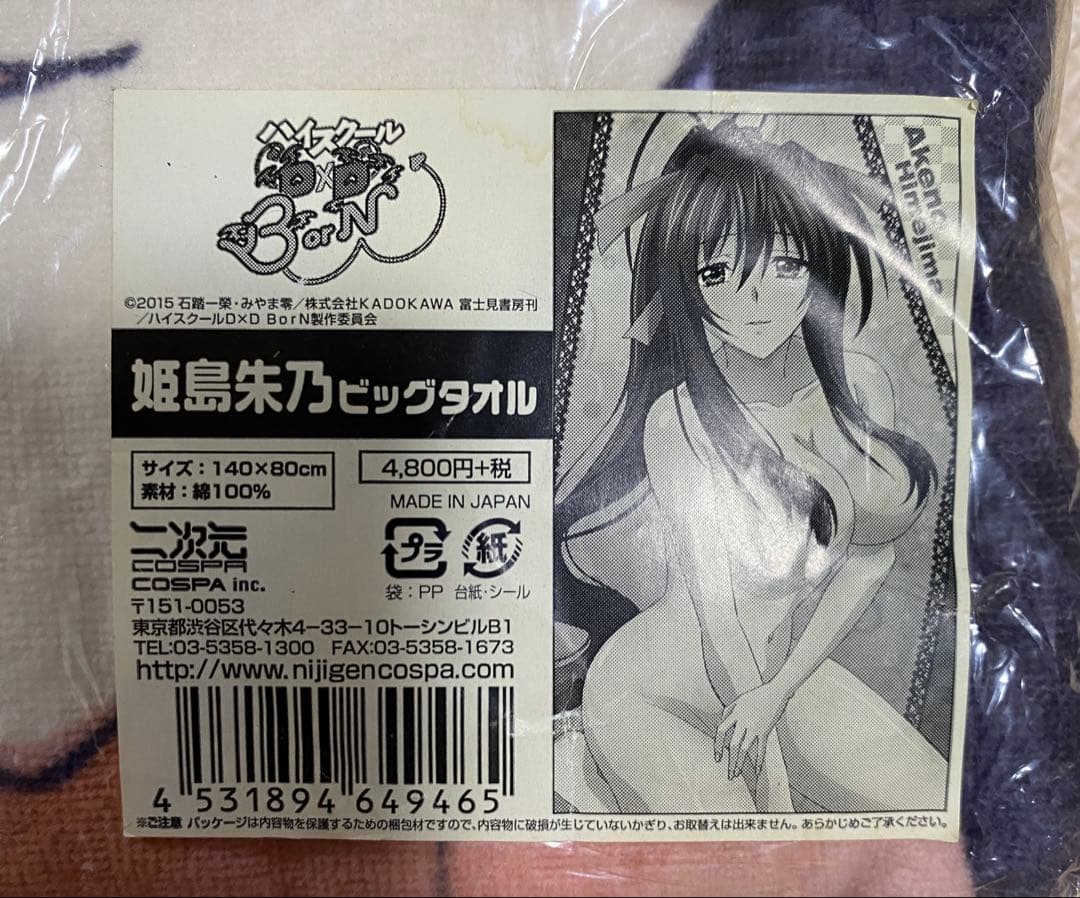 ハイスクール
D×D
BorN
©2015 石踏一榮・みやま零／株式会社KADOKAWA 富士見書房刊
／ハイスクールD×D BorN製作委員会
姫島朱乃ビッグタオル
サイズ：140×80cm
素材：綿100%
4,800円+税
MADE IN JAPAN
プラ
紙
袋：PP 台紙・シール
二次元
COSPA
COSPA inc.
〒151-0053
東京都渋谷区代々木4-33-10トーシンビルB1
TEL:03-5358-1300 FAX:03-5358-1673
http://www.nijigencospa.com
4 531894 649465
※ご注意 パッケージは内容物を保護するための梱包材ですので、内容物に破損が生じていないかぎり、お取替えは出来ません。あらかじめご了承ください。
Akeno
Himejima